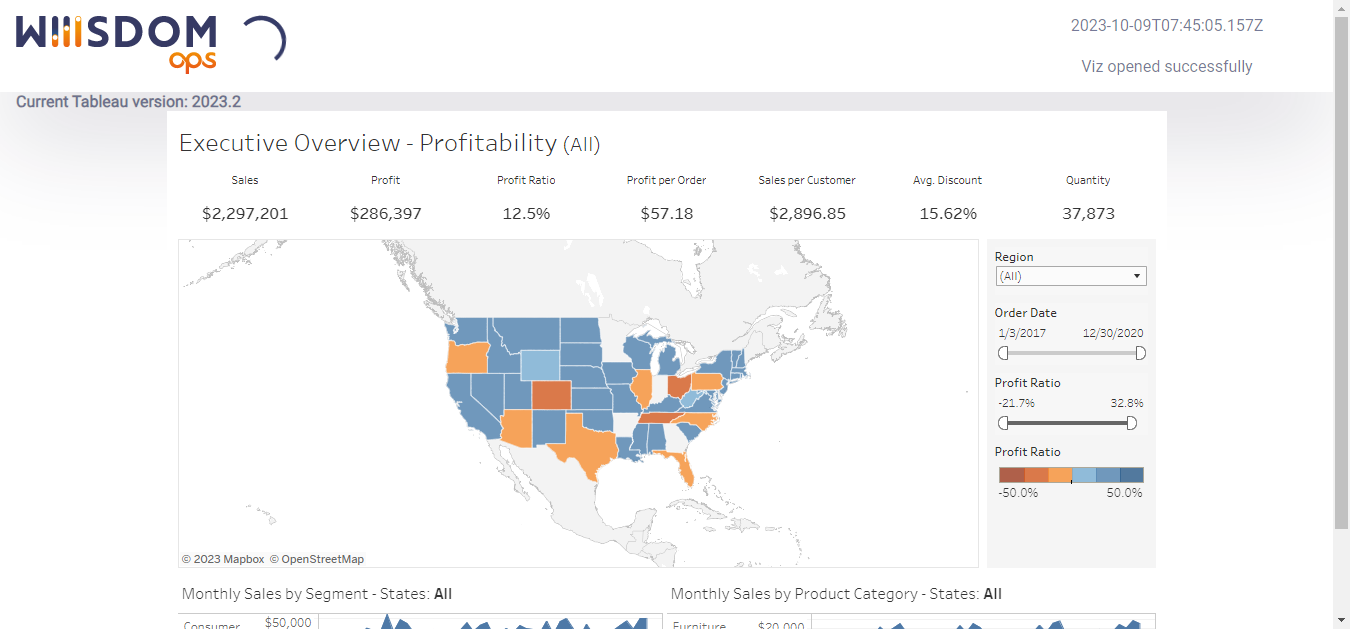 WIIISDOM
ops
2023-10-09T07:45:05.157Z
Viz opened successfully
Current Tableau version: 2023.2
Executive Overview - Profitability (All)
Sales Profit Profit Ratio Profit per Order Sales per Customer Avg. Discount Quantity
$2,297,201 $286,397 12.5% $57.18 $2,896.85 15.62% 37,873
Region
(All)
Order Date
1/3/2017 12/30/2020
Profit Ratio
-21.7% 32.8%
Profit Ratio
-50.0% 50.0%
© 2023 Mapbox © OpenStreetMap
Monthly Sales by Segment - States: All
Monthly Sales by Product Category - States: All
Consumer $50,000
Furniture $20,000